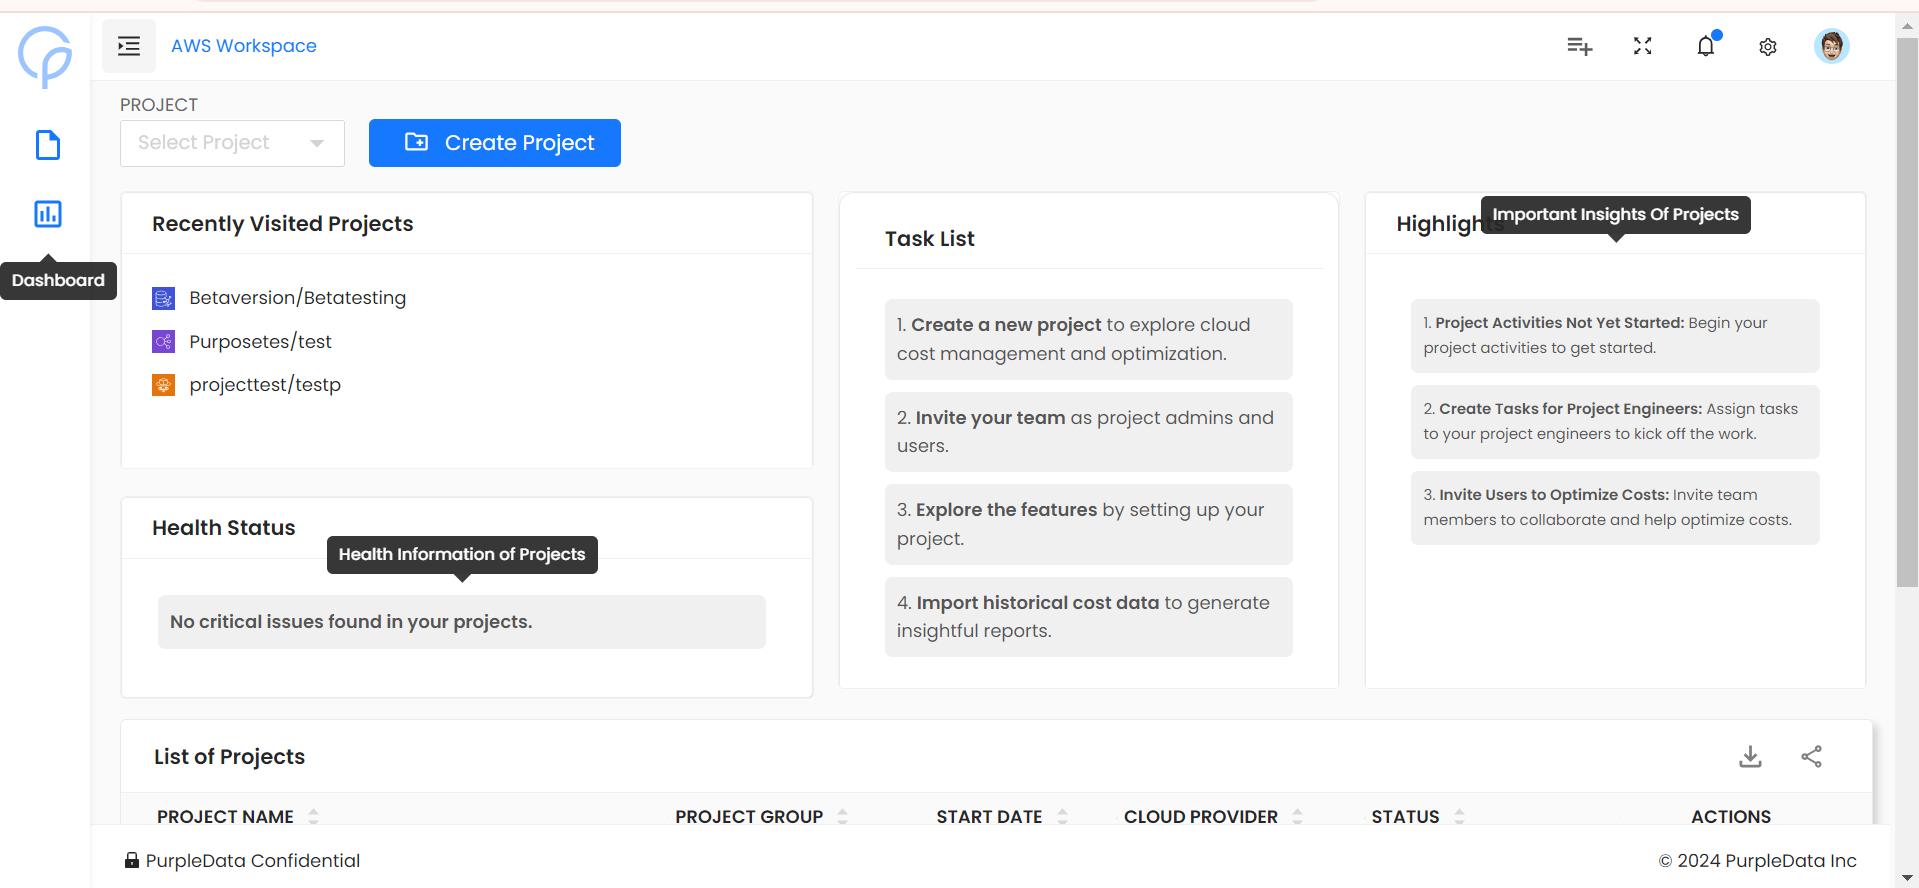 AWS Workspace
PROJECT
Select Project
Create Project
Dashboard
Recently Visited Projects
Betaversion/Betatesting
Purposetes/test
projecttest/testp
Health Status
Health Information of Projects
No critical issues found in your projects.
Task List
1. Create a new project to explore cloud
cost management and optimization.
2. Invite your team as project admins and
users.
3. Explore the features by setting up your
project.
4. Import historical cost data to generate
insightful reports.
Highlights
Important Insights Of Projects
1. Project Activities Not Yet Started: Begin your
project activities to get started.
2. Create Tasks for Project Engineers: Assign tasks
to your project engineers to kick off the work.
3. Invite Users to Optimize Costs: Invite team
members to collaborate and help optimize costs.
List of Projects
PROJECT NAME PROJECT GROUP START DATE CLOUD PROVIDER STATUS ACTIONS
PurpleData Confidential
© 2024 PurpleData Inc